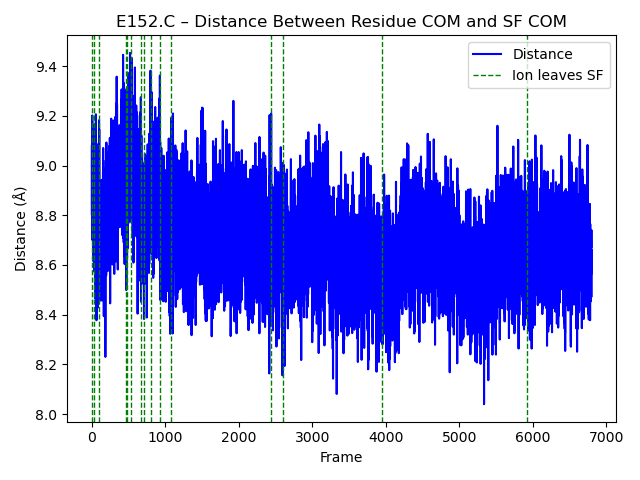 E152.C – Distance Between Residue COM and SF COM
Distance
Ion leaves SF
Distance (Å)
9.4
9.2
9.0
8.8
8.6
8.4
8.2
8.0
0 1000 2000 3000 4000 5000 6000 7000
Frame